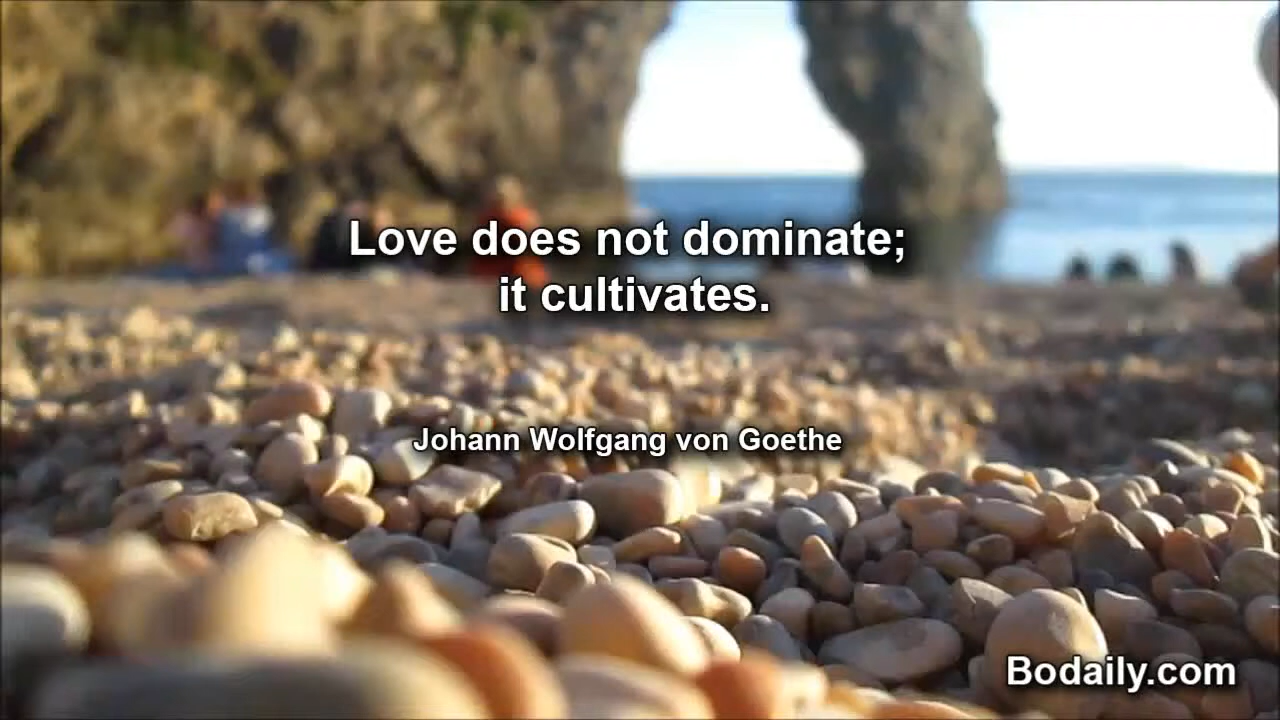 Love does not dominate;
it cultivates.
Johann Wolfgang von Goethe
Bodaily.com